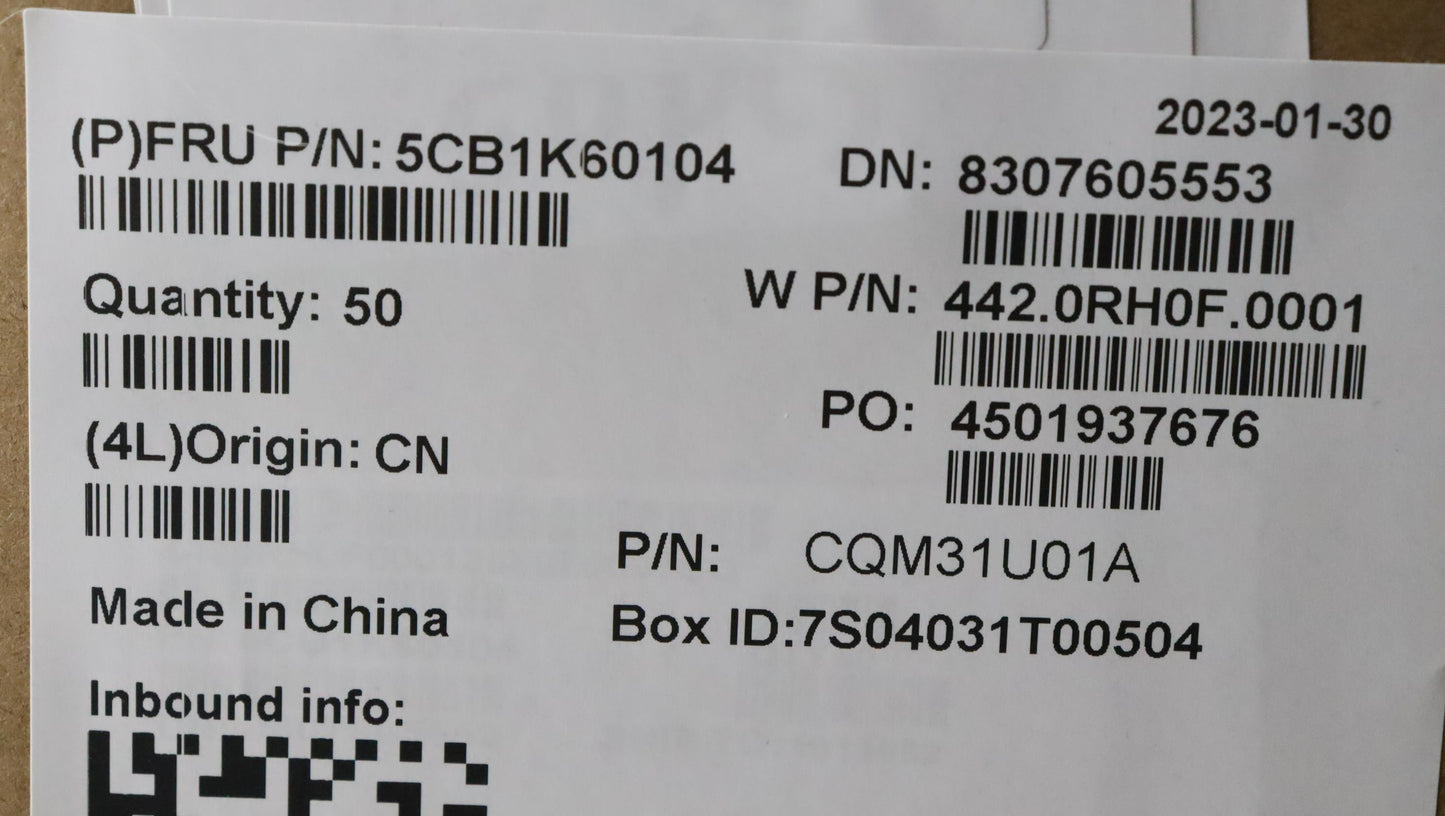 2023-01-30
(P)FRU P/N: 5CB1K60104
DN: 8307605553
Quantity: 50
W P/N: 442.0RH0F.0001
(4L)Origin: CN
PO: 4501937676
P/N: CQM31U01A
Made in China
Box ID:7S04031T00504
Inbound info: